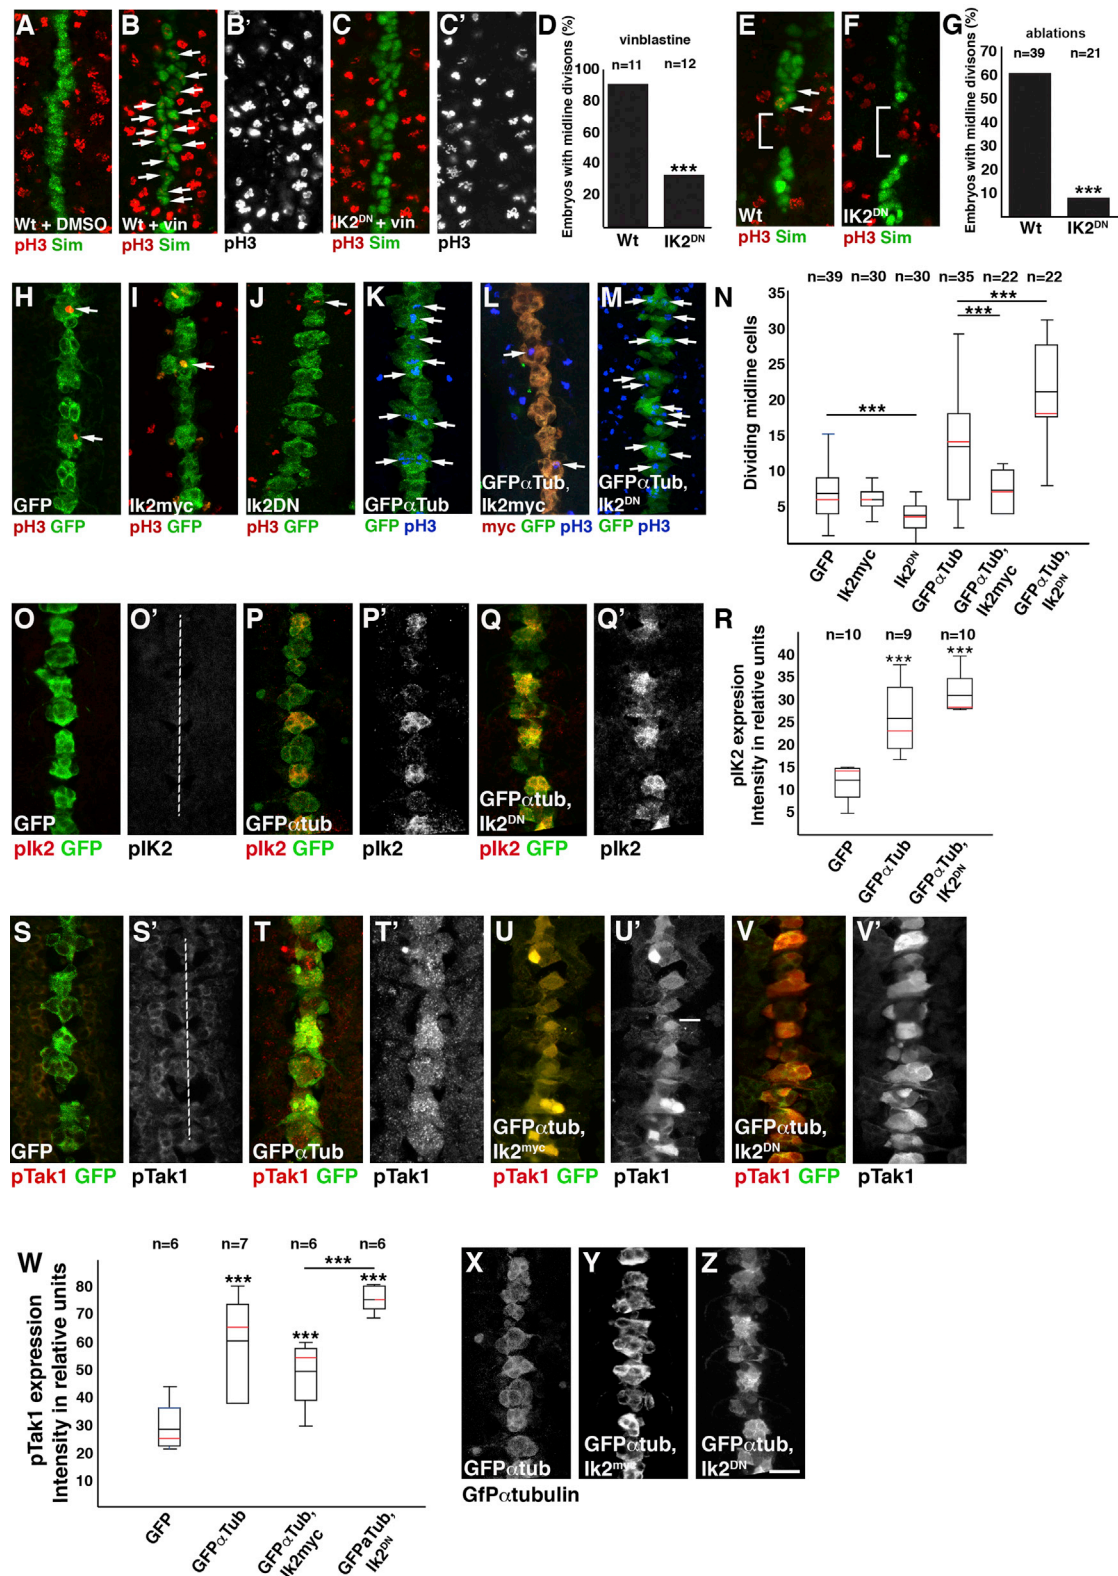 A
B
B'
C
C'
D
vinblastine
E
F
G
ablations
n=11
n=12
n=39
n=21
Embryos with midline divisons (%)
100
80
60
40
20
***
Wt
IK2DN
Embryos with midline divisions (%)
70
60
50
40
30
20
10
***
Wt
IK2DN
Wt + DMSO
Wt + vin
IK2DN + vin
Wt
IK2DN
pH3 Sim
pH3 Sim
pH3
pH3 Sim
pH3
pH3 Sim
pH3 Sim
H
I
J
K
L
M
N
GFP
Ik2myc
Ik2DN
GFPαTub
GFPαTub,
Ik2myc
GFPαTub,
Ik2DN
pH3 GFP
pH3 GFP
pH3 GFP
GFP pH3
myc GFP pH3
GFP pH3
n=39
n=30
n=30
n=35
n=22
n=22
***
***
***
Dividing midline cells
35
30
25
20
15
10
5
GFP
Ik2myc
Ik2DN
GFPαTub
GFPαTub,
Ik2myc
GFPαTub,
Ik2DN
O
O'
P
P'
Q
Q'
R
GFP
GFPαtub
GFPαtub,
Ik2DN
pIk2 GFP
pIK2
pIk2 GFP
pIk2
pIk2 GFP
pIk2
n=10
n=9
n=10
***
***
pIK2 expresion
Intensity in relative units
40
35
30
25
20
15
10
5
GFP
GFPαTub
GFPαTub,
IK2DN
S
S'
T
T'
U
U'
V
V'
GFP
GFPαTub
GFPαtub,
Ik2myc
GFPαtub,
Ik2DN
pTak1 GFP
pTak1
pTak1 GFP
pTak1
pTak1 GFP
pTak1
pTak1 GFP
pTak1
W
n=6
n=7
n=6
n=6
***
***
***
***
pTak1 expression
Intensity in relative units
80
70
60
50
40
30
20
10
GFP
GFPαTub
GFPαTub,
Ik2myc
GFPaTub,
Ik2DN
X
Y
Z
GFPαtub
GFPαtub,
Ik2myc
GFPαtub,
Ik2DN
GfPαtubulin